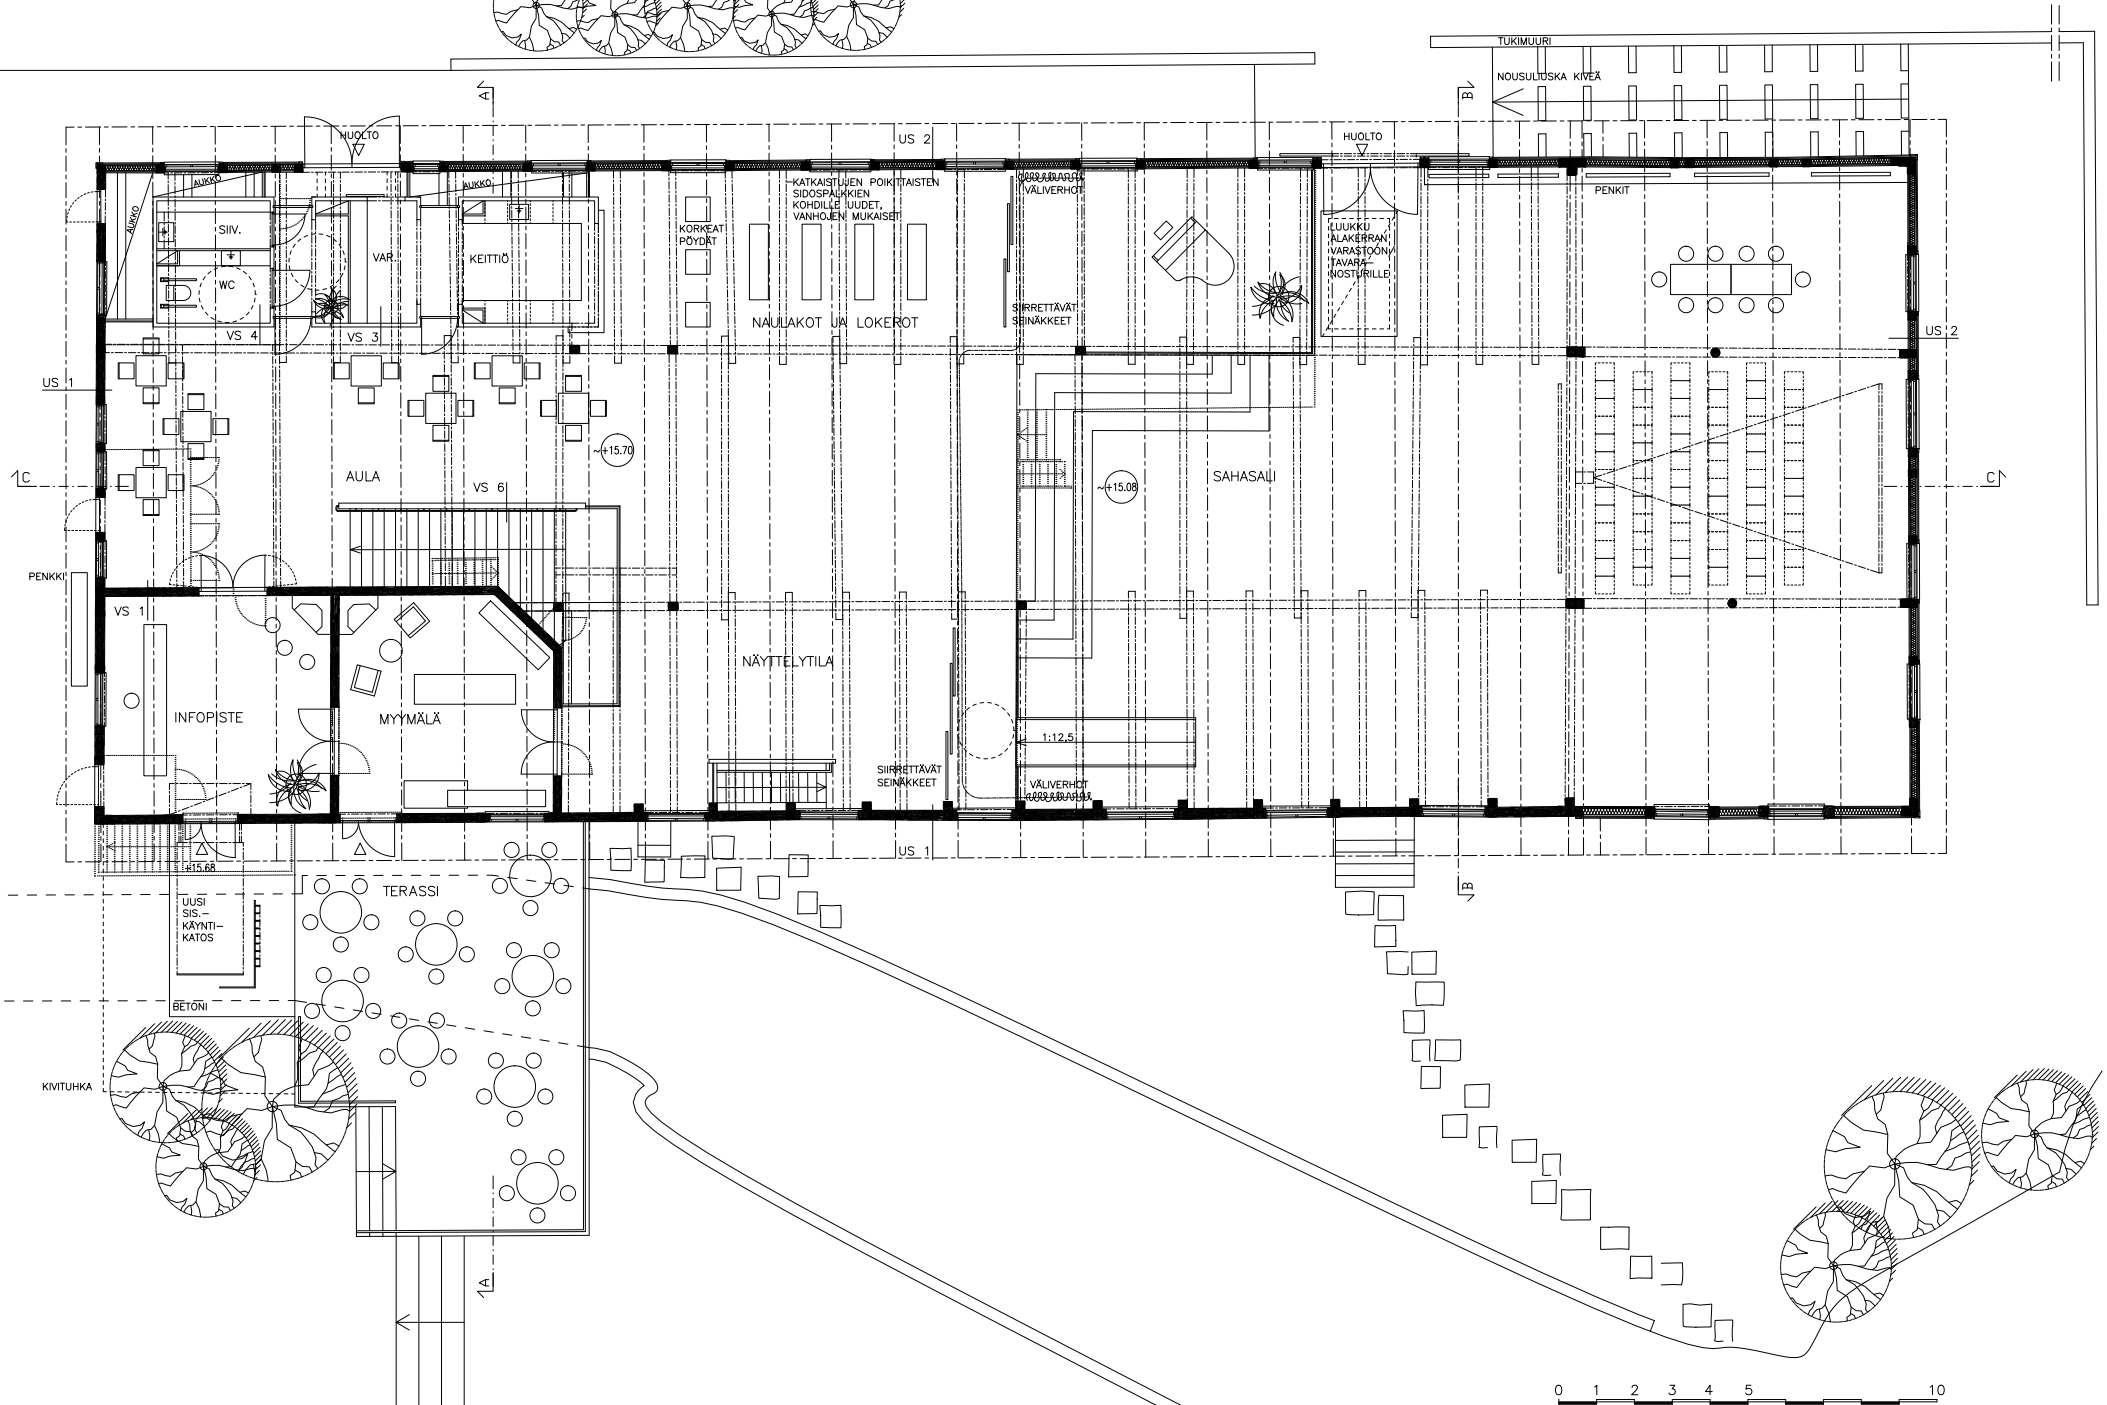 TUKIMUURI
NOUSULUISKA KIVEÄ
A
B
HUOLTO
US 2
HUOLTO
AUKKO
AUKKO
AUKKO
KATKAISTUJEN POIKITTAISTEN
SIDOSPALKKIEN
KOHDILLE UUDET,
VANHOJEN MUKAISET
VÄLIVERHOT
PENKIT
SIIV.
WC
VAR.
KEITTIÖ
KORKEAT
PÖYDÄT
LUUKKU
ALAKERRAN
VARASTOON
TAVARA-
NOSTURILLE
SIIRRETTÄVÄT
SEINÄKKEET
NAULAKOT JA LOKEROT
VS 4
VS 3
US 2
US 1
~+15.70
C
AULA
VS 6
~+15.08
SAHASALI
C
PENKKI
VS 1
INFOPISTE
MYYMÄLÄ
NÄYTTELYTILA
1:12,5
SIIRRETTÄVÄT
SEINÄKKEET
VÄLIVERHOT
US 1
+15.68
TERASSI
B
UUSI
SIS.-
KÄYNTI-
KATOS
BETONI
KIVITUHKA
A
0 1 2 3 4 5 10